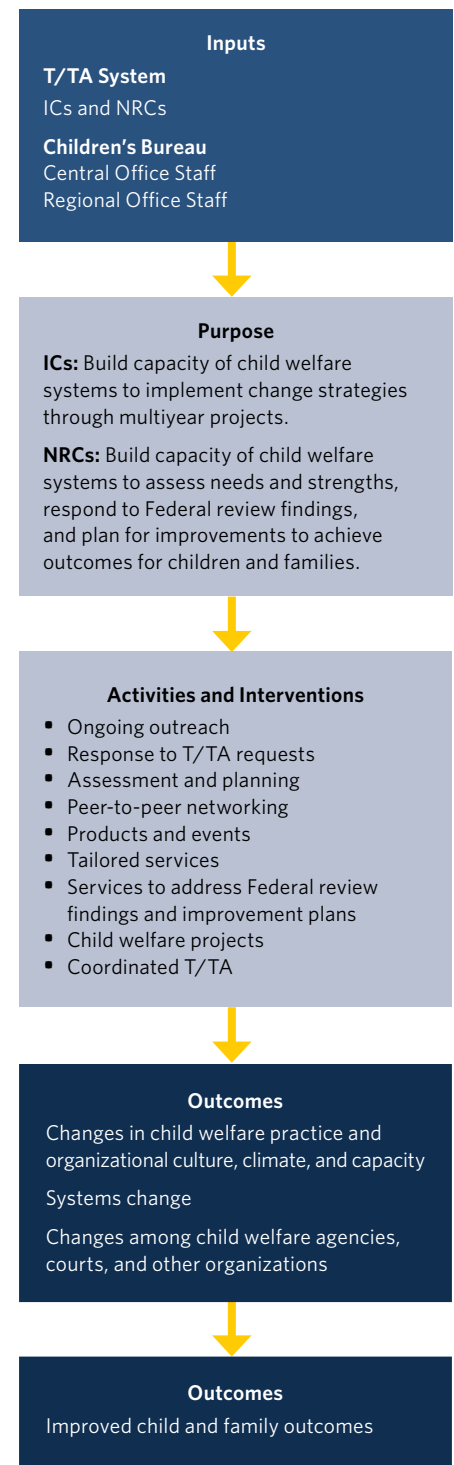 Inputs
T/TA System
ICs and NRCs
Children’s Bureau
Central Office Staff
Regional Office Staff
Purpose
ICs: Build capacity of child welfare
systems to implement change strategies
through multiyear projects.
NRCs: Build capacity of child welfare
systems to assess needs and strengths,
respond to Federal review findings,
and plan for improvements to achieve
outcomes for children and families.
Activities and Interventions
▪ Ongoing outreach
▪ Response to T/TA requests
▪ Assessment and planning
▪ Peer-to-peer networking
▪ Products and events
▪ Tailored services
▪ Services to address Federal review
findings and improvement plans
▪ Child welfare projects
▪ Coordinated T/TA
Outcomes
Changes in child welfare practice and
organizational culture, climate, and capacity
Systems change
Changes among child welfare agencies,
courts, and other organizations
Outcomes
Improved child and family outcomes